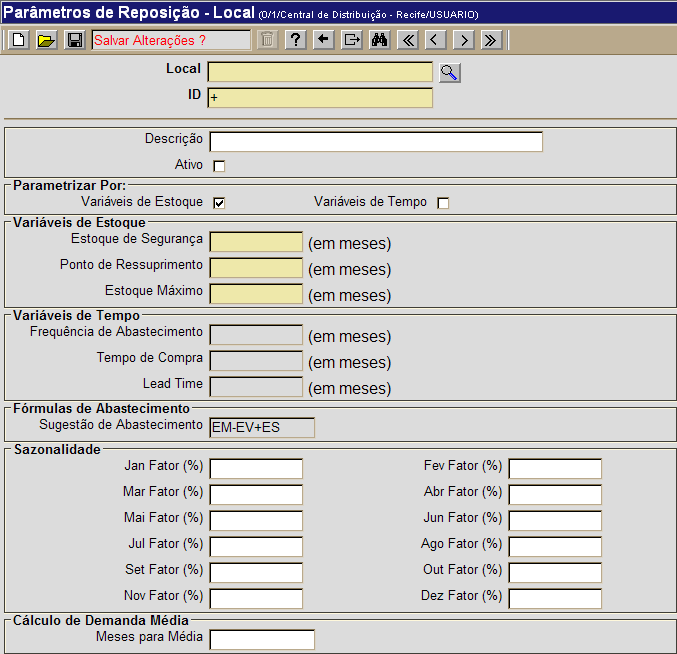 Parâmetros de Reposição - Local (0/1/Central de Distribuição - Recife/USUARIO)
Salvar Alterações ?
Local
ID +
Descrição
Ativo
Parametrizar Por:
Variáveis de Estoque Variáveis de Tempo
Variáveis de Estoque
Estoque de Segurança (em meses)
Ponto de Ressuprimento (em meses)
Estoque Máximo (em meses)
Variáveis de Tempo
Frequência de Abastecimento (em meses)
Tempo de Compra (em meses)
Lead Time (em meses)
Fórmulas de Abastecimento
Sugestão de Abastecimento EM-EV+ES
Sazonalidade
Jan Fator (%) Fev Fator (%)
Mar Fator (%) Abr Fator (%)
Mai Fator (%) Jun Fator (%)
Jul Fator (%) Ago Fator (%)
Set Fator (%) Out Fator (%)
Nov Fator (%) Dez Fator (%)
Cálculo de Demanda Média
Meses para Média